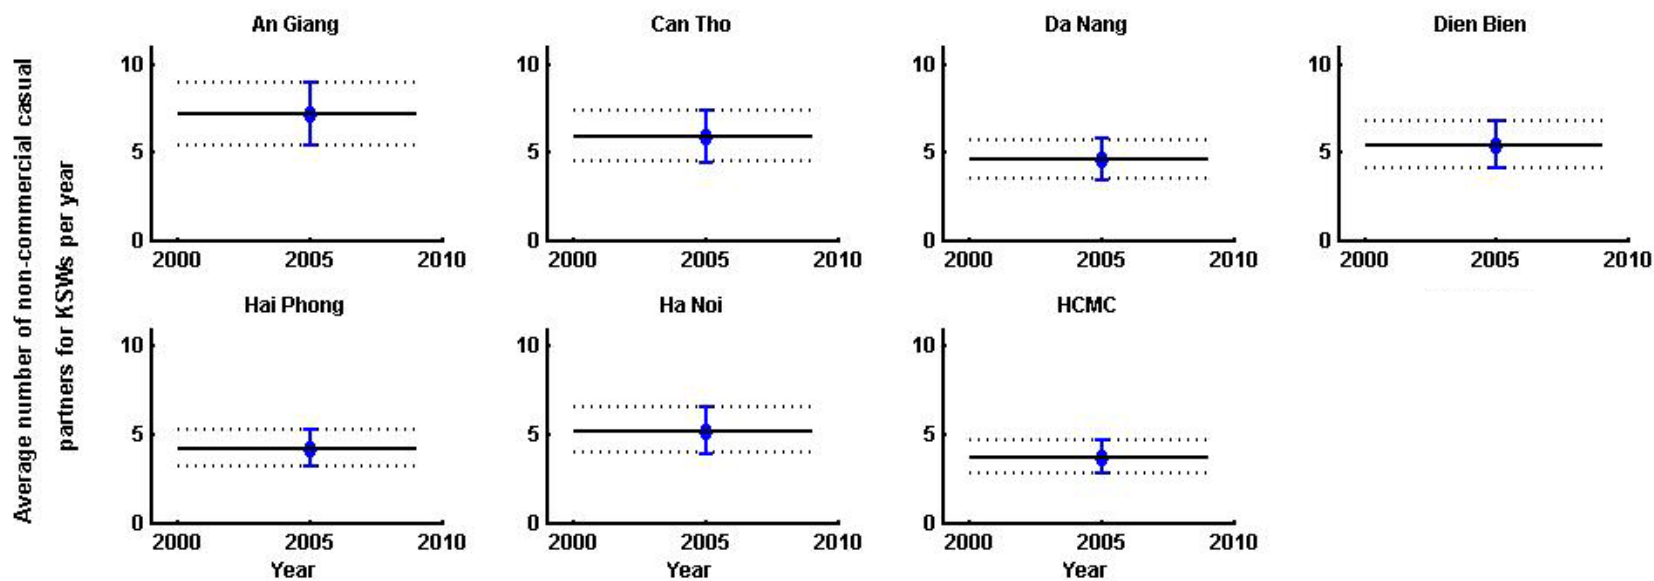 Average number of non-commercial casual
partners for KSWs per year
An Giang
10
5
0
2000 2005 2010
Can Tho
10
5
0
2000 2005 2010
Da Nang
10
5
0
2000 2005 2010
Dien Bien
10
5
0
2000 2005 2010
Hai Phong
10
5
0
2000 2005 2010
Year
Ha Noi
10
5
0
2000 2005 2010
Year
HCMC
10
5
0
2000 2005 2010
Year